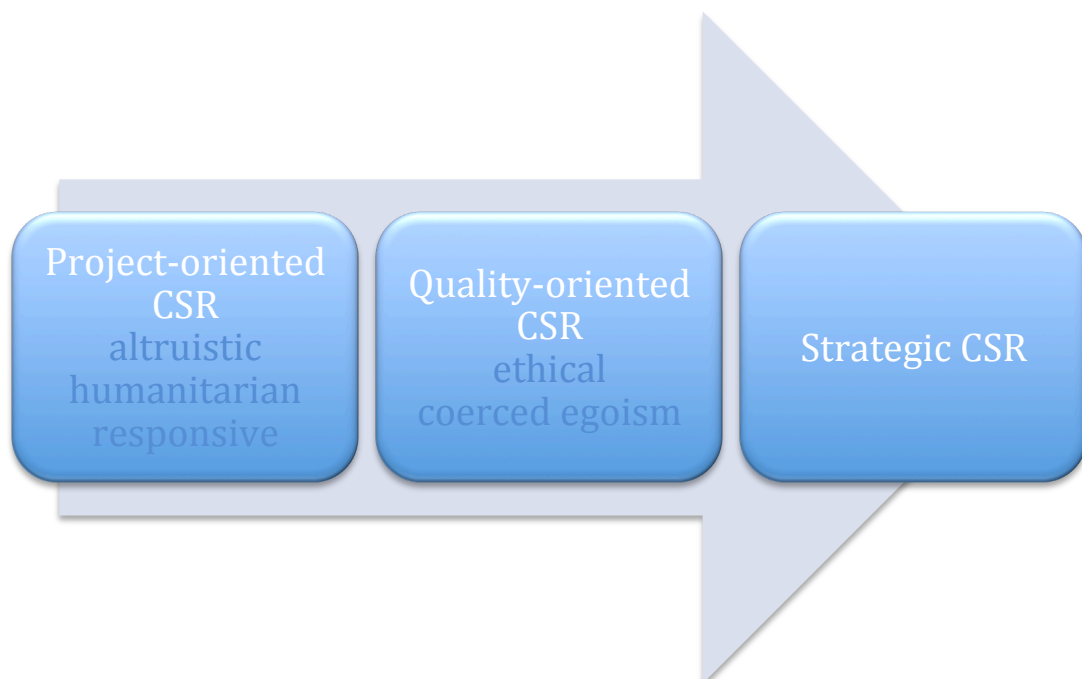 Project-oriented
CSR
altruistic
humanitarian
responsive
Quality-oriented
CSR
ethical
coerced egoism
Strategic CSR